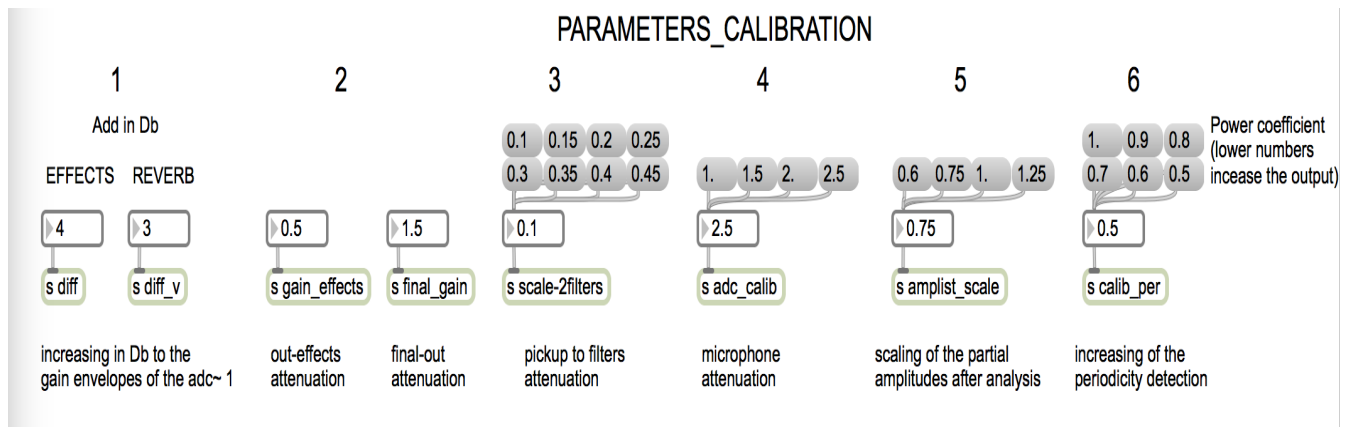 PARAMETERS_CALIBRATION
1 2 3 4 5 6
Add in Db
EFFECTS REVERB
0.1 0.15 0.2 0.25
0.3 0.35 0.4 0.45
1. 1.5 2. 2.5
0.6 0.75 1. 1.25
1. 0.9 0.8
0.7 0.6 0.5
Power coefficient
(lower numbers
incease the output)
4 3 0.5 1.5 0.1 2.5 0.75 0.5
s diff s diff_v s gain_effects s final_gain s scale-2filters s adc_calib s amplist_scale s calib_per
increasing in Db to the
gain envelopes of the adc~ 1
out-effects
attenuation
final-out
attenuation
pickup to filters
attenuation
microphone
attenuation
scaling of the partial
amplitudes after analysis
increasing of the
periodicity detection